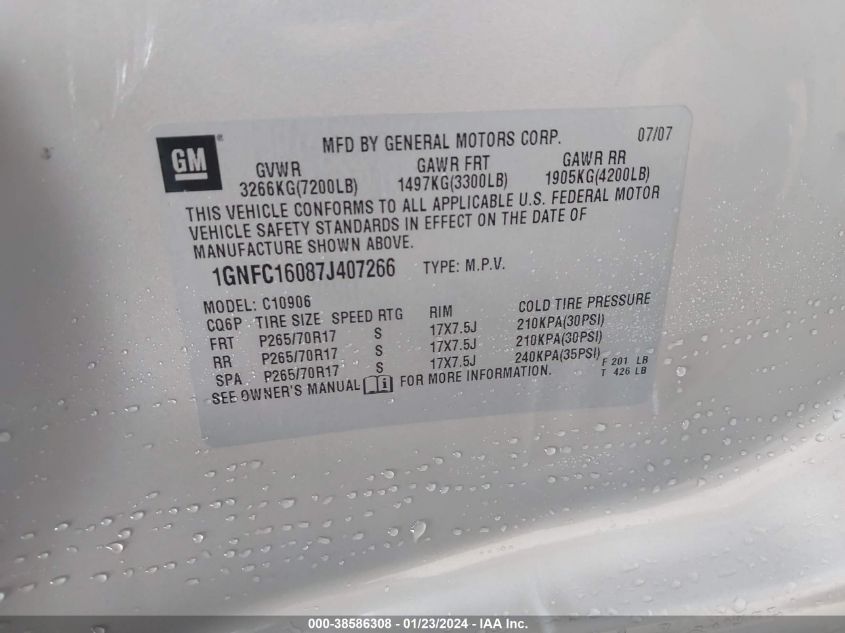 GM
MFD BY GENERAL MOTORS CORP. 07/07
GVWR GAWR FRT GAWR RR
3266KG(7200LB) 1497KG(3300LB) 1905KG(4200LB)
THIS VEHICLE CONFORMS TO ALL APPLICABLE U.S. FEDERAL MOTOR
VEHICLE SAFETY STANDARDS IN EFFECT ON THE DATE OF
MANUFACTURE SHOWN ABOVE.
1GNFC16087J407266 TYPE: M.P.V.
MODEL: C10906
CQ6P TIRE SIZE SPEED RTG RIM COLD TIRE PRESSURE
FRT P265/70R17 S 17X7.5J 210KPA(30PSI)
RR P265/70R17 S 17X7.5J 210KPA(30PSI)
SPA P265/70R17 S 17X7.5J 240KPA(35PSI)
F 201 LB
T 426 LB
SEE OWNER'S MANUAL FOR MORE INFORMATION.
000-38586308 - 01/23/2024 - IAA Inc.